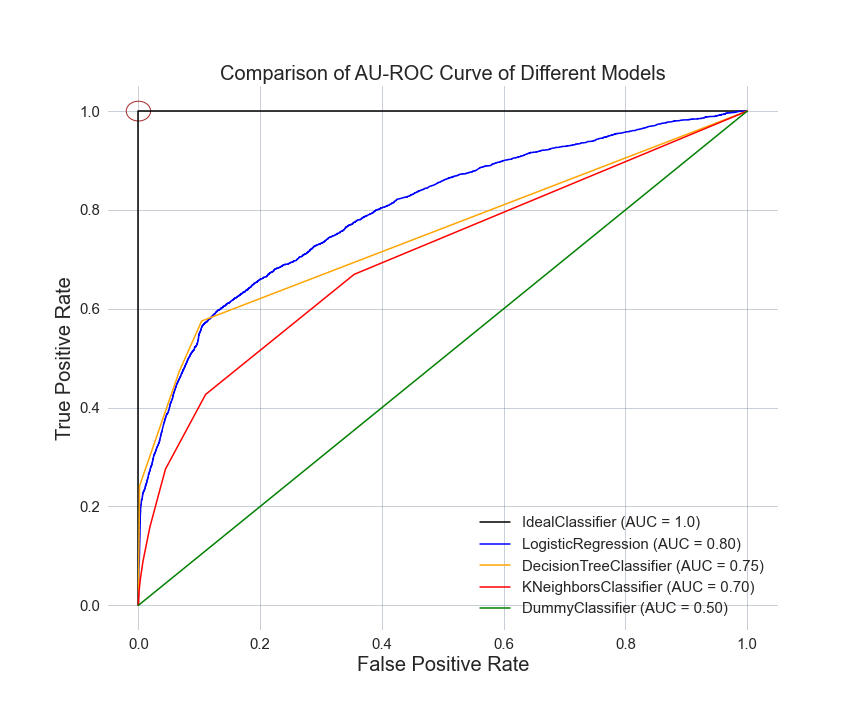 Comparison of AU-ROC Curve of Different Models
True Positive Rate
1.0
0.8
0.6
0.4
0.2
0.0
IdealClassifier (AUC = 1.0)
LogisticRegression (AUC = 0.80)
DecisionTreeClassifier (AUC = 0.75)
KNeighborsClassifier (AUC = 0.70)
DummyClassifier (AUC = 0.50)
0.0 0.2 0.4 0.6 0.8 1.0
False Positive Rate